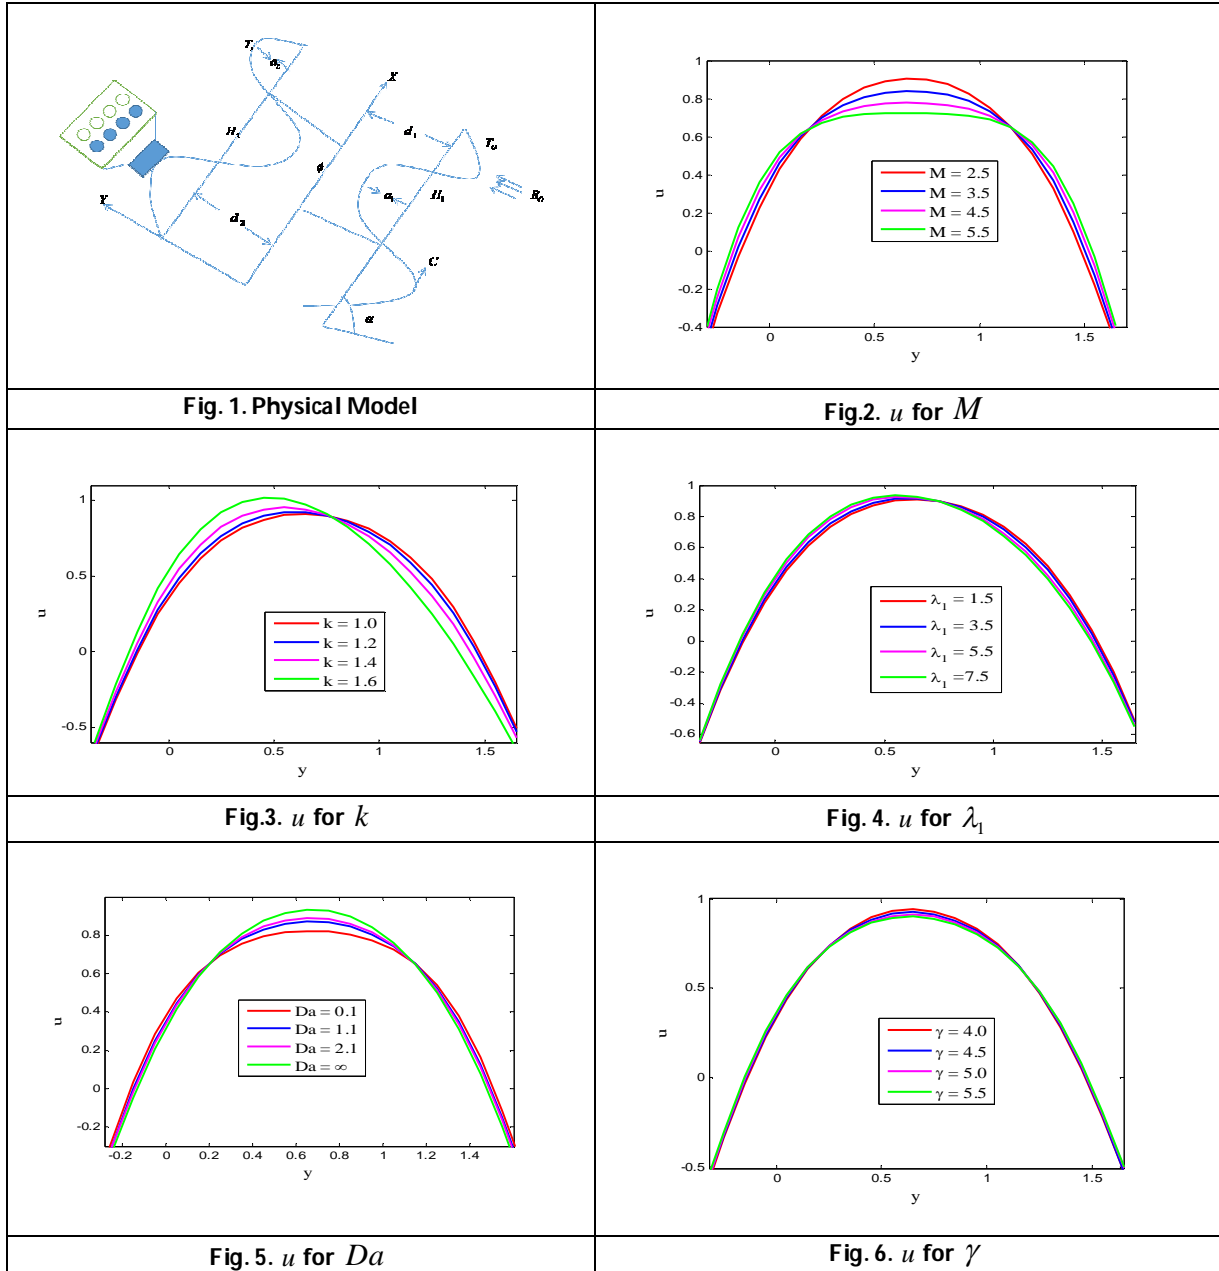 T₁
a₂
X
H₂
d₁
T₀
ϕ
a₁
H₁
B₀
Y
d₂
C
α
Fig. 1. Physical Model
u
1
0.8
0.6
0.4
0.2
0
-0.2
-0.4
M = 2.5
M = 3.5
M = 4.5
M = 5.5
0 0.5 1 1.5
y
Fig.2. u for M
u
1
0.5
0
-0.5
k = 1.0
k = 1.2
k = 1.4
k = 1.6
0 0.5 1 1.5
y
Fig.3. u for k
u
1
0.8
0.6
0.4
0.2
0
-0.2
-0.4
-0.6
λ₁ = 1.5
λ₁ = 3.5
λ₁ = 5.5
λ₁ =7.5
0 0.5 1 1.5
y
Fig. 4. u for λ₁
u
0.8
0.6
0.4
0.2
0
-0.2
Da = 0.1
Da = 1.1
Da = 2.1
Da = ∞
-0.2 0 0.2 0.4 0.6 0.8 1 1.2 1.4
y
Fig. 5. u for Da
u
1
0.5
0
-0.5
γ = 4.0
γ = 4.5
γ = 5.0
γ = 5.5
0 0.5 1 1.5
y
Fig. 6. u for γ